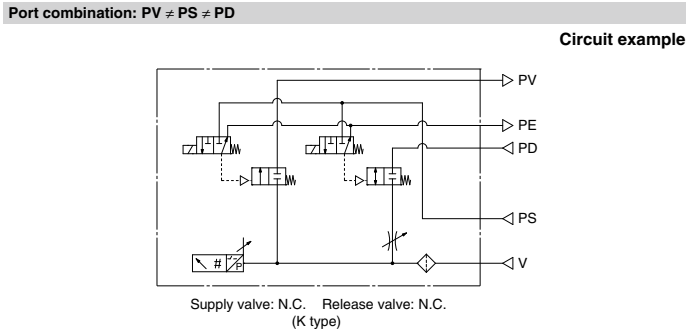 Port combination: PV ≠ PS ≠ PD
Circuit example
PV
PE
PD
PS
# P
V
Supply valve: N.C. Release valve: N.C.
(K type)